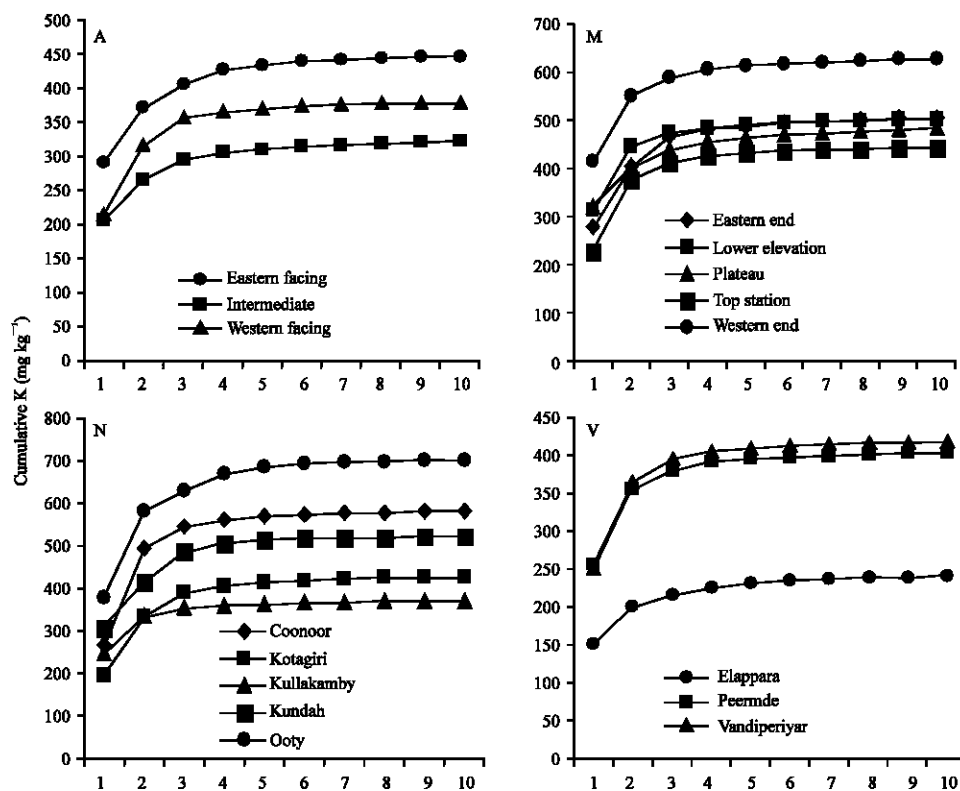 Cumulative K (mg kg⁻¹)
A
500
450
400
350
300
250
200
150
100
50
0
Eastern facing
Intermediate
Western facing
1 2 3 4 5 6 7 8 9 10
M
700
600
500
400
300
200
100
0
Eastern end
Lower elevation
Plateau
Top station
Western end
1 2 3 4 5 6 7 8 9 10
N
800
700
600
500
400
300
200
100
0
Coonoor
Kotagiri
Kullakamby
Kundah
Ooty
1 2 3 4 5 6 7 8 9 10
V
450
400
350
300
250
200
150
100
50
0
Elappara
Peermde
Vandiperiyar
1 2 3 4 5 6 7 8 9 10